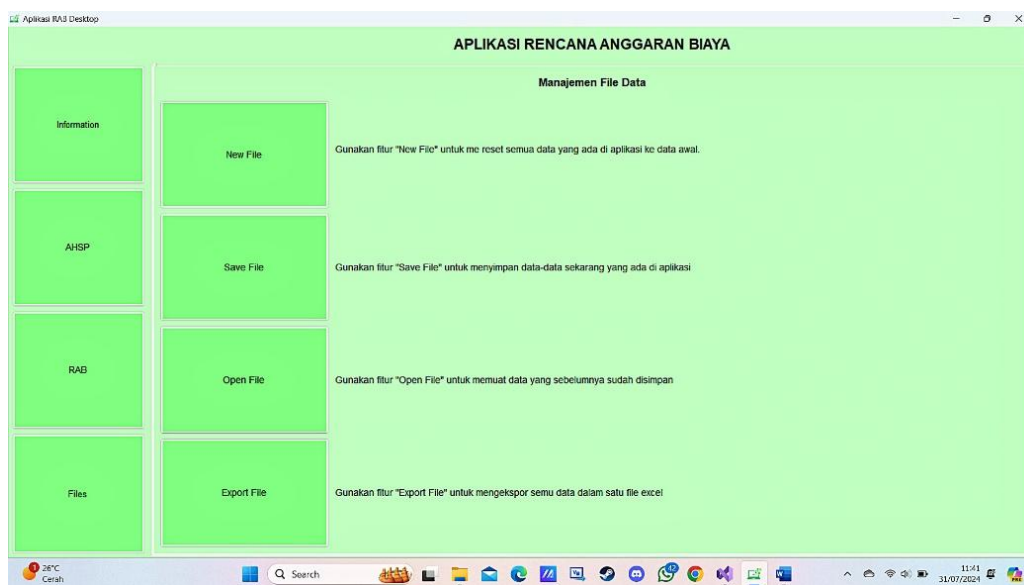 Aplikasi RAB Desktop
APLIKASI RENCANA ANGGARAN BIAYA
Information
AHSP
RAB
Files
Manajemen File Data
New File
Gunakan fitur "New File" untuk me reset semua data yang ada di aplikasi ke data awal.
Save File
Gunakan fitur "Save File" untuk menyimpan data-data sekarang yang ada di aplikasi
Open File
Gunakan fitur "Open File" untuk memuat data yang sebelumnya sudah disimpan
Export File
Gunakan fitur "Export File" untuk mengekspor semu data dalam satu file excel
1
26°C
Cerah
Search
11:41
31/07/2024